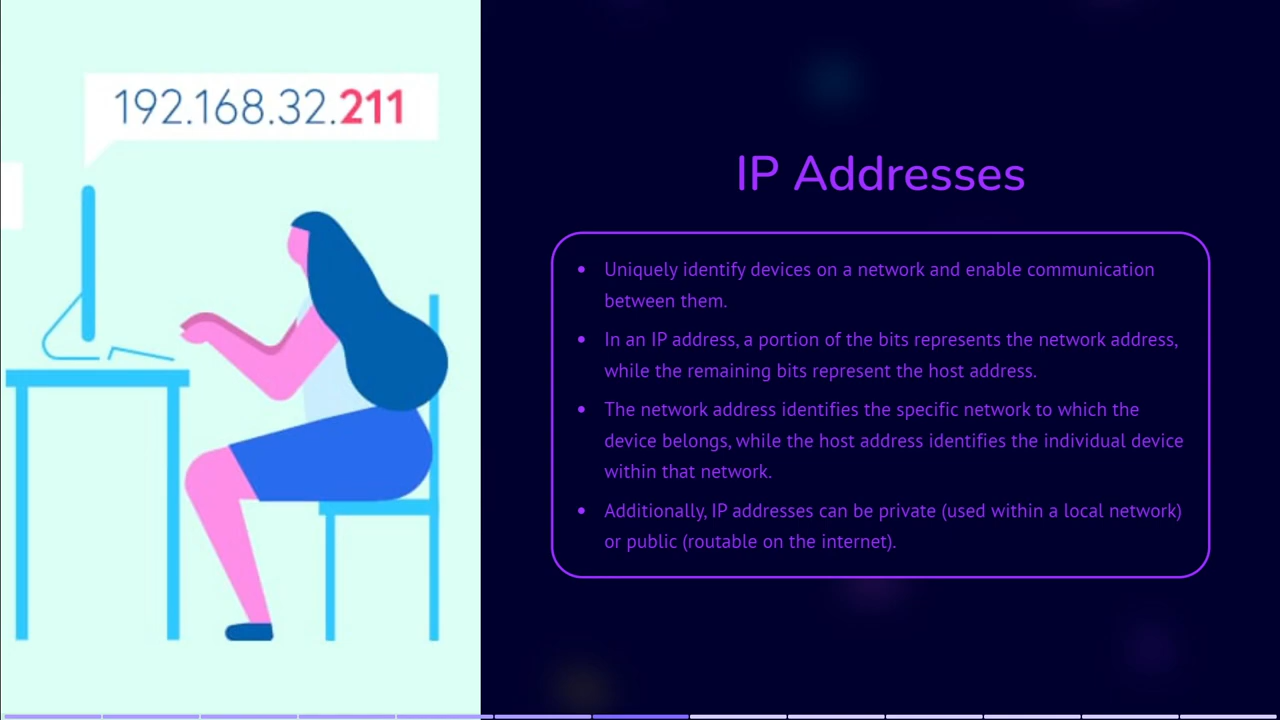 192.168.32.211
IP Addresses
• Uniquely identify devices on a network and enable communication
between them.
• In an IP address, a portion of the bits represents the network address,
while the remaining bits represent the host address.
• The network address identifies the specific network to which the
device belongs, while the host address identifies the individual device
within that network.
• Additionally, IP addresses can be private (used within a local network)
or public (routable on the internet).